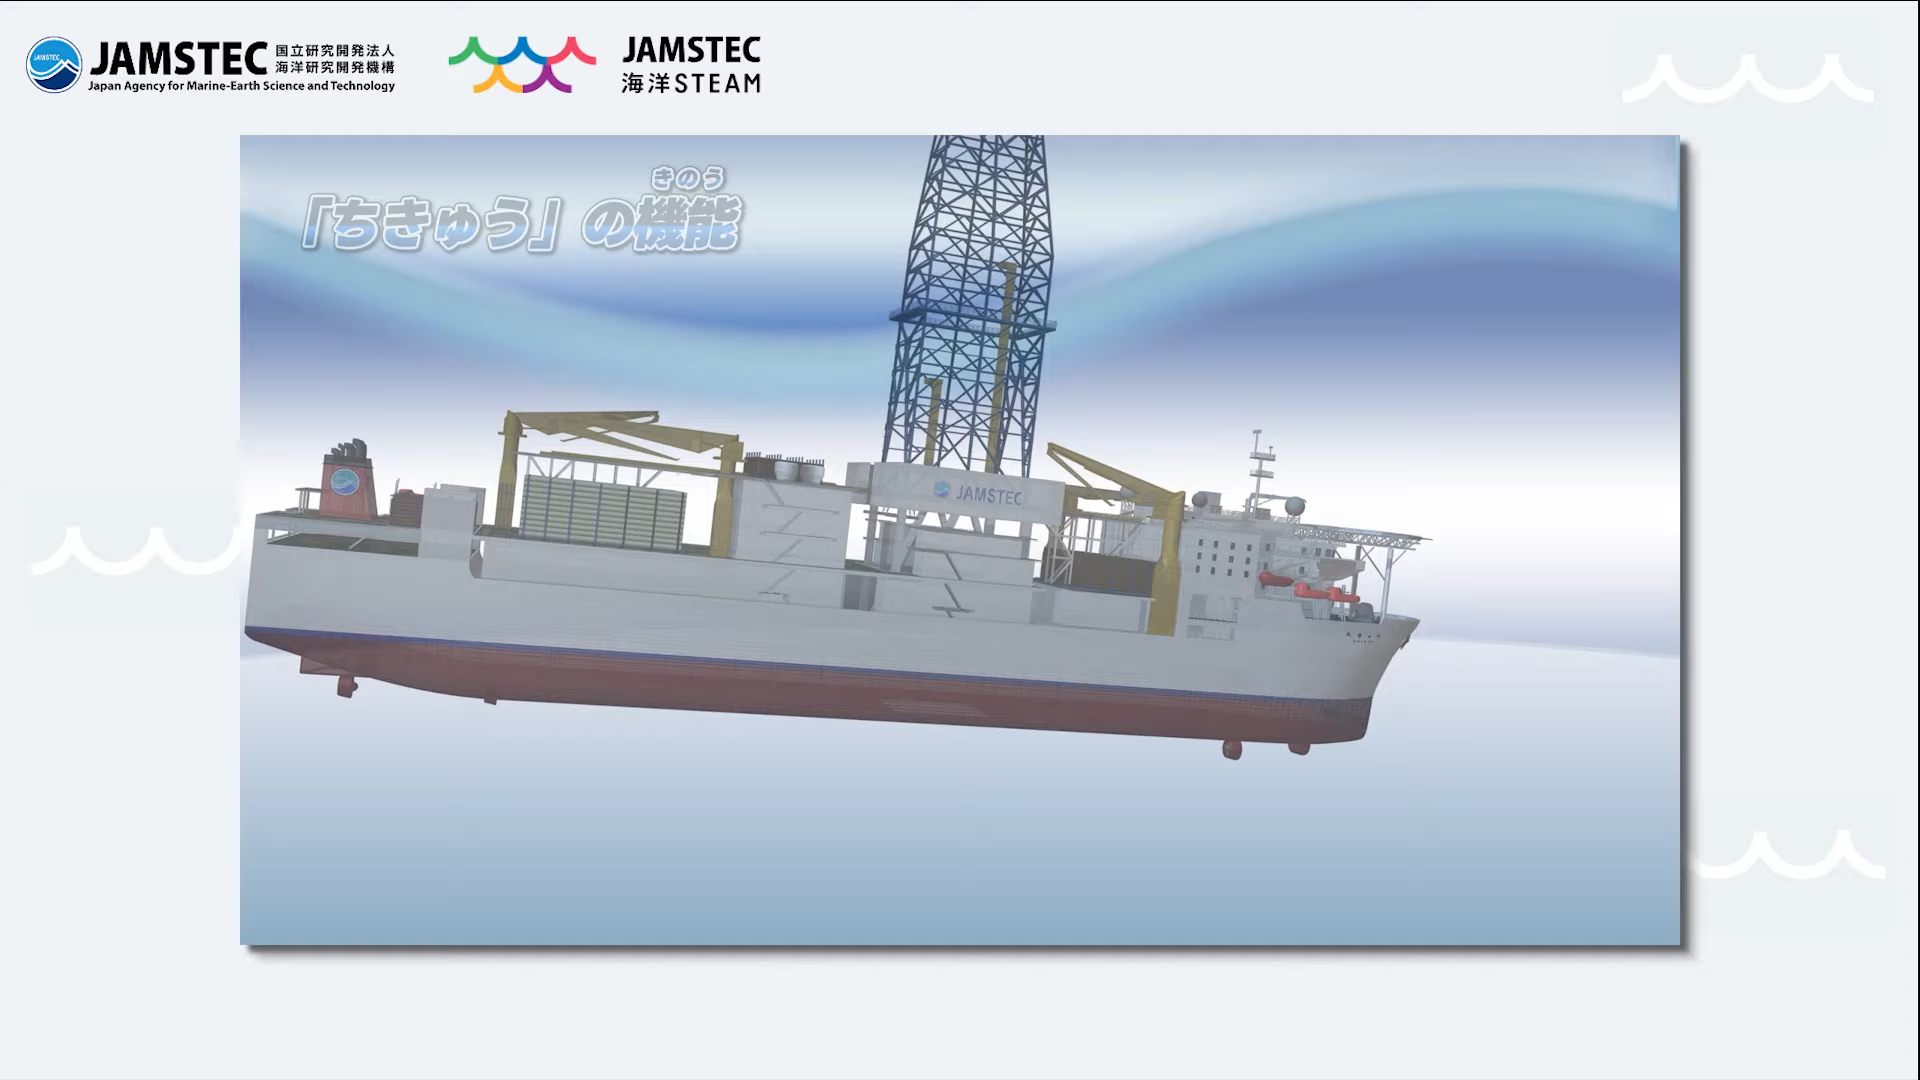 JAMSTEC
国立研究開発法人
海洋研究開発機構
Japan Agency for Marine-Earth Science and Technology
JAMSTEC
海洋STEAM
きのう
「ちきゅう」の機能
JAMSTEC